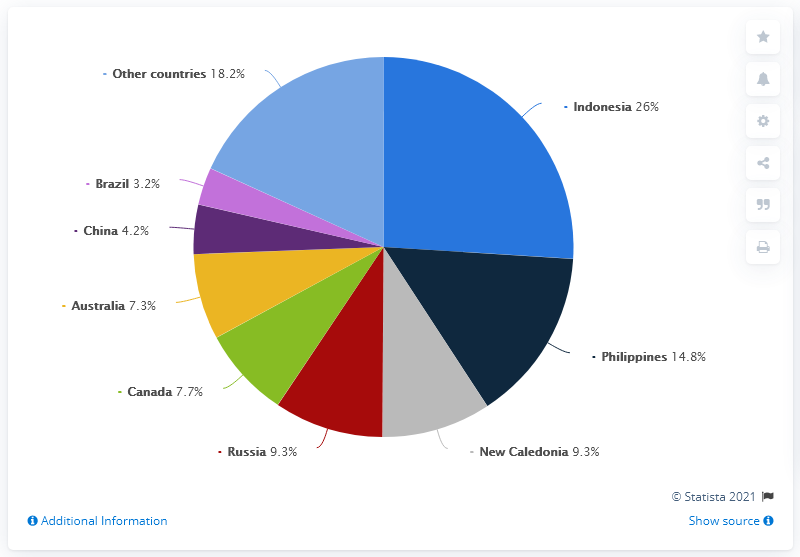 Other countries 18.2%
Indonesia 26%
Brazil 3.2%
China 4.2%
Australia 7.3%
Philippines 14.8%
Canada 7.7%
Russia 9.3%
New Caledonia 9.3%
© Statista 2021
Additional Information
Show source